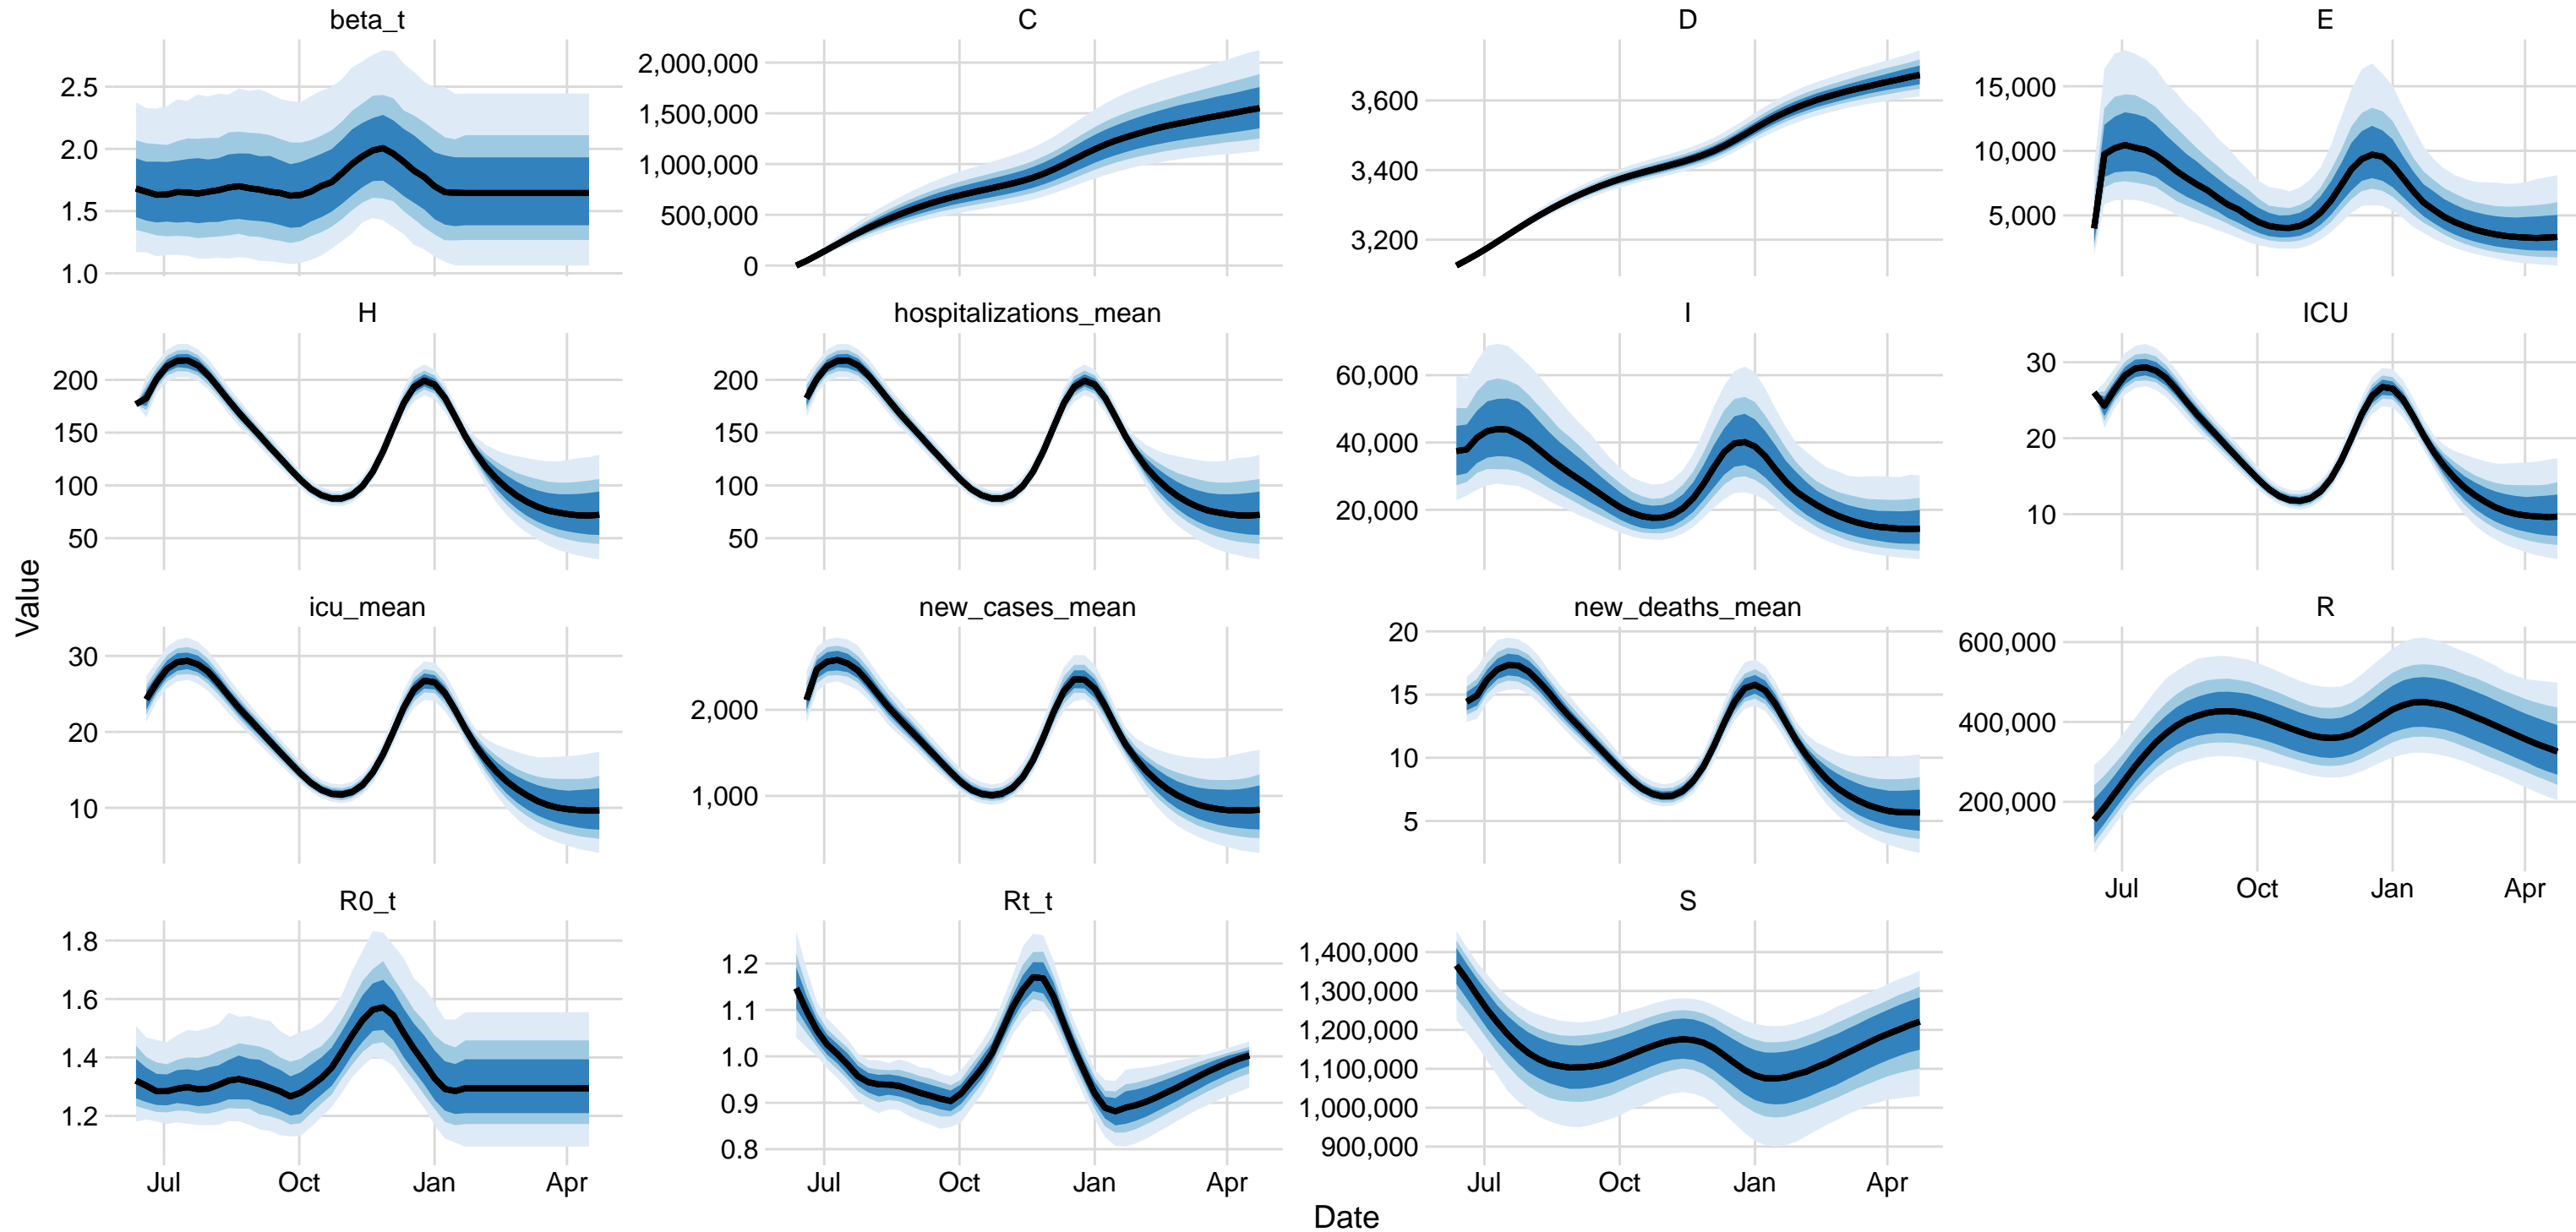 beta_t
C
D
E
2.5
2.0
1.5
1.0
2,000,000
1,500,000
1,000,000
500,000
0
3,600
3,400
3,200
15,000
10,000
5,000
H
hospitalizations_mean
I
ICU
200
150
100
50
200
150
100
50
60,000
40,000
20,000
30
20
10
Value
icu_mean
new_cases_mean
new_deaths_mean
R
30
20
10
2,000
1,000
20
15
10
5
600,000
400,000
200,000
Jul Oct Jan Apr
R0_t
Rt_t
S
1.8
1.6
1.4
1.2
1.2
1.1
1.0
0.9
0.8
1,400,000
1,300,000
1,200,000
1,100,000
1,000,000
900,000
Jul Oct Jan Apr
Jul Oct Jan Apr
Jul Oct Jan Apr
Date